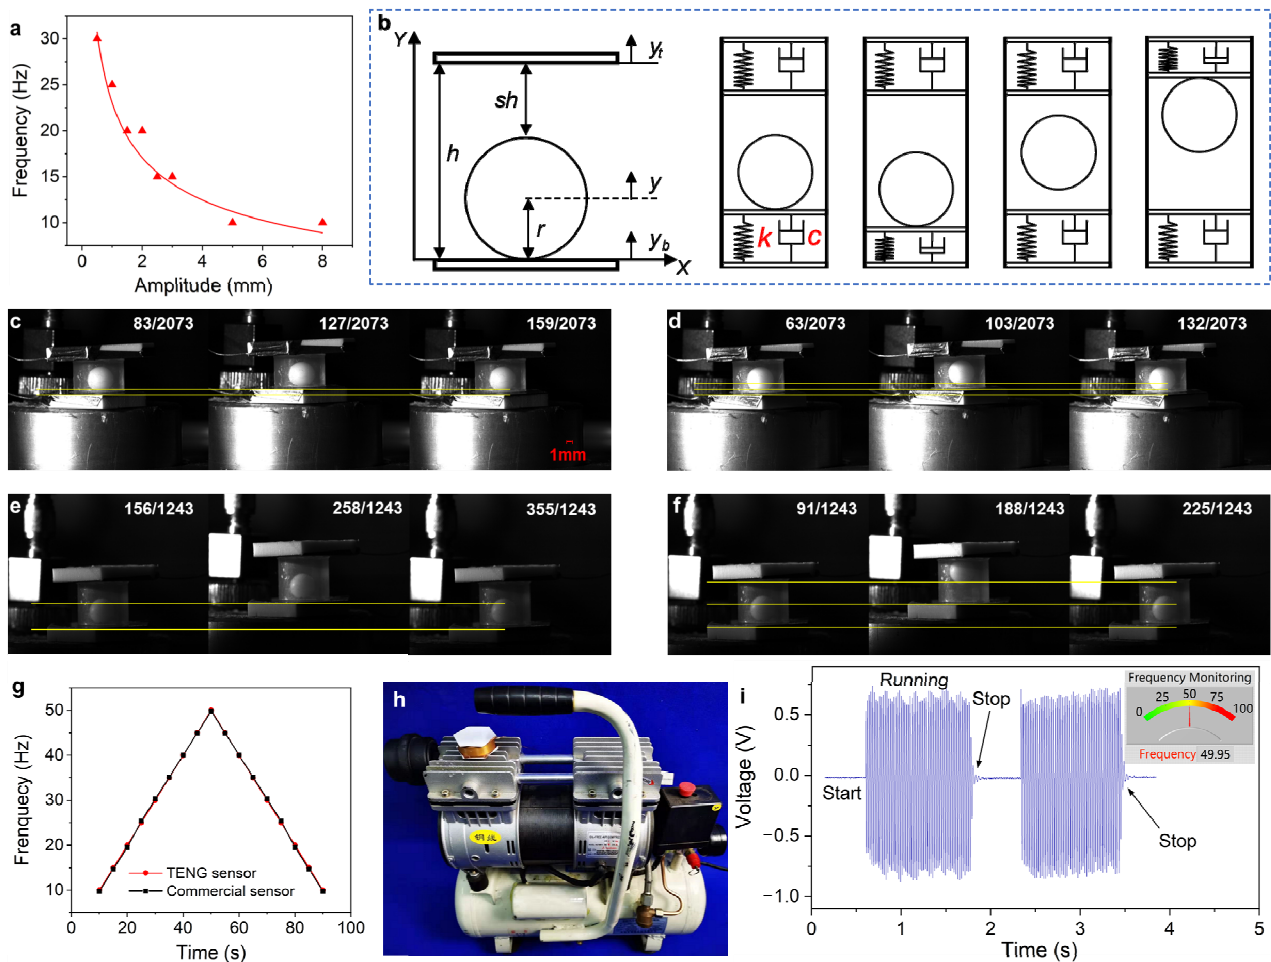 a
30
25
20
15
10
Frequency (Hz)
0 2 4 6 8
Amplitude (mm)
b
Y
y_t
sh
h
y
r
y_b
X
k c
c
83/2073
127/2073
159/2073
1mm
d
63/2073
103/2073
132/2073
e
156/1243
258/1243
355/1243
f
91/1243
188/1243
225/1243
g
50
40
30
20
10
Frenquecy (Hz)
TENG sensor
Commercial sensor
0 20 40 60 80 100
Time (s)
h
铜线
i
Running
Stop
Start
Stop
0.5
0.0
−0.5
−1.0
Voltage (V)
0 1 2 3 4 5
Time (s)
Frequency Monitoring
0 25 50 75 100
Frequency 49.95